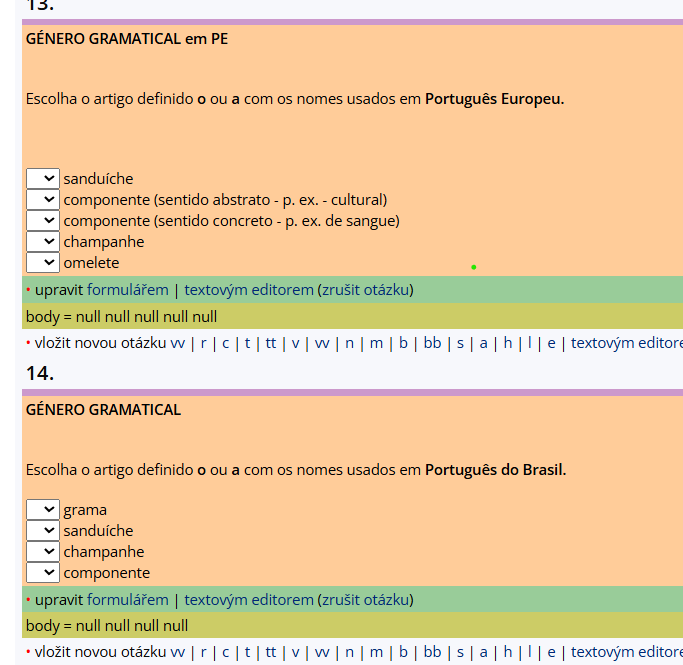 13.
GÉNERO GRAMATICAL em PE
Escolha o artigo definido o ou a com os nomes usados em Português Europeu.
sanduíche
componente (sentido abstrato - p. ex. - cultural)
componente (sentido concreto - p. ex. de sangue)
champanhe
omelete
• upravit formulářem | textovým editorem (zrušit otázku)
body = null null null null null
• vložit novou otázku vv | r | c | t | tt | v | vv | n | m | b | bb | s | a | h | l | e | textovým editore
14.
GÉNERO GRAMATICAL
Escolha o artigo definido o ou a com os nomes usados em Português do Brasil.
grama
sanduíche
champanhe
componente
• upravit formulářem | textovým editorem (zrušit otázku)
body = null null null null
• vložit novou otázku vv | r | c | t | tt | v | vv | n | m | b | bb | s | a | h | l | e | textovým editore